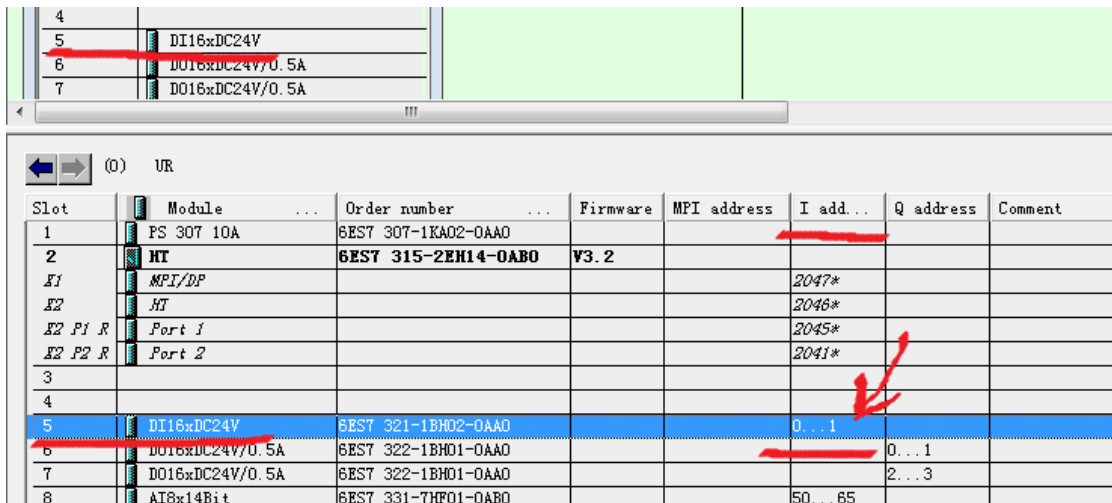 4
5 DI16xDC24V
6 DO16xDC24V/0.5A
7 DO16xDC24V/0.5A
(0) UR
Slot Module ... Order number ... Firmware MPI address I add... Q address Comment
1 PS 307 10A 6ES7 307-1KA02-0AA0
2 HT 6ES7 315-2EH14-0AB0 V3.2
X1 MPI/DP 2047*
X2 HT 2046*
X2 P1 R Port 1 2045*
X2 P2 R Port 2 2041*
3
4
5 DI16xDC24V 6ES7 321-1BH02-0AA0 0...1
6 DO16xDC24V/0.5A 6ES7 322-1BH01-0AA0 0...1
7 DO16xDC24V/0.5A 6ES7 322-1BH01-0AA0 2...3
8 AI8x14Bit 6ES7 331-7HF01-0AB0 50...65